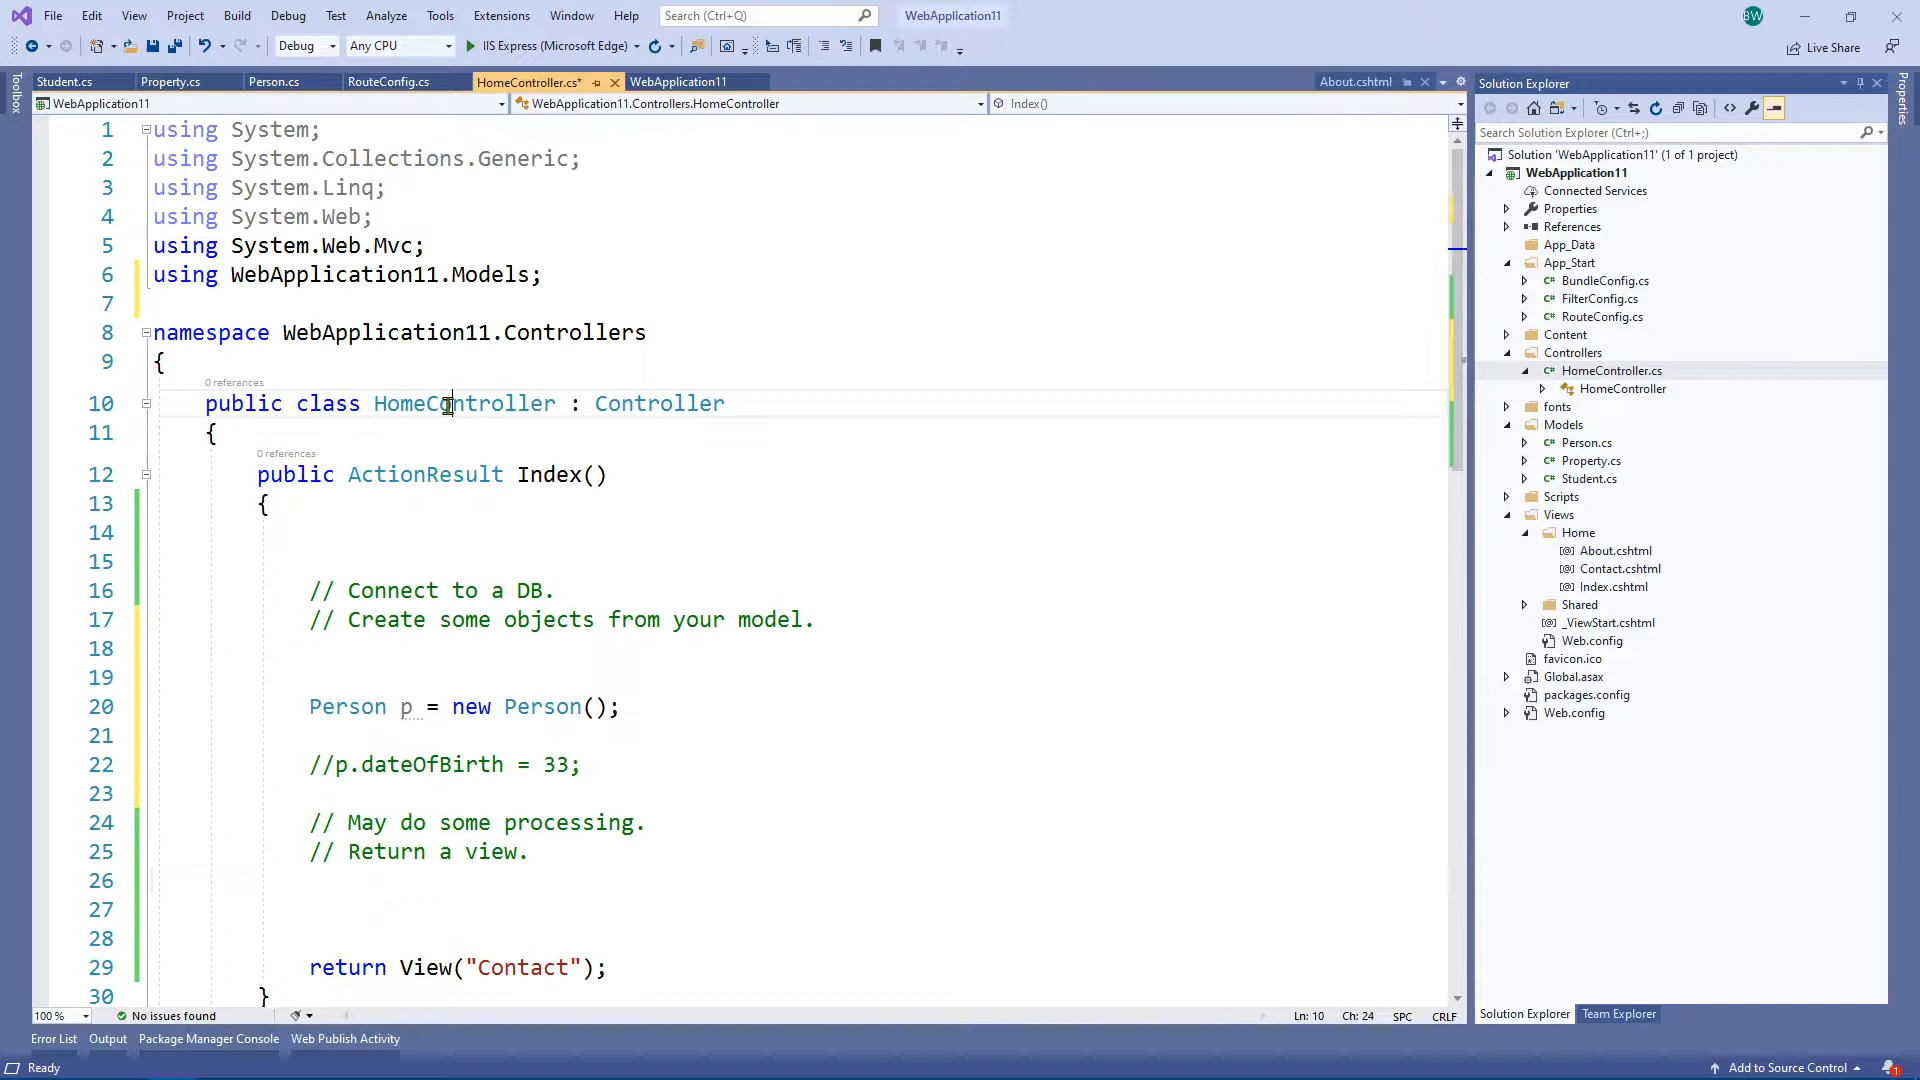 File Edit View Project Build Debug Test Analyze Tools Extensions Window Help Search (Ctrl+Q) WebApplication11 BW
Debug Any CPU IIS Express (Microsoft Edge) Live Share
Toolbox
Student.cs Property.cs Person.cs RouteConfig.cs HomeController.cs* WebApplication11 About.cshtml
WebApplication11 WebApplication11.Controllers.HomeController Index()
1 using System;
2 using System.Collections.Generic;
3 using System.Linq;
4 using System.Web;
5 using System.Web.Mvc;
6 using WebApplication11.Models;
7
8 namespace WebApplication11.Controllers
9 {
0 references
10 public class HomeController : Controller
11 {
0 references
12 public ActionResult Index()
13 {
14
15
16 // Connect to a DB.
17 // Create some objects from your model.
18
19
20 Person p = new Person();
21
22 //p.dateOfBirth = 33;
23
24 // May do some processing.
25 // Return a view.
26
27
28
29 return View("Contact");
30 }
100 % No issues found Ln: 10 Ch: 24 SPC CRLF
Solution Explorer
Search Solution Explorer (Ctrl+;)
Solution 'WebApplication11' (1 of 1 project)
WebApplication11
Connected Services
Properties
References
App_Data
App_Start
C# BundleConfig.cs
C# FilterConfig.cs
C# RouteConfig.cs
Content
Controllers
C# HomeController.cs
HomeController
fonts
Models
C# Person.cs
C# Property.cs
C# Student.cs
Scripts
Views
Home
[@] About.cshtml
[@] Contact.cshtml
[@] Index.cshtml
Shared
[@] _ViewStart.cshtml
Web.config
favicon.ico
Global.asax
packages.config
Web.config
Solution Explorer Team Explorer
Properties
Error List Output Package Manager Console Web Publish Activity
Ready Add to Source Control 1